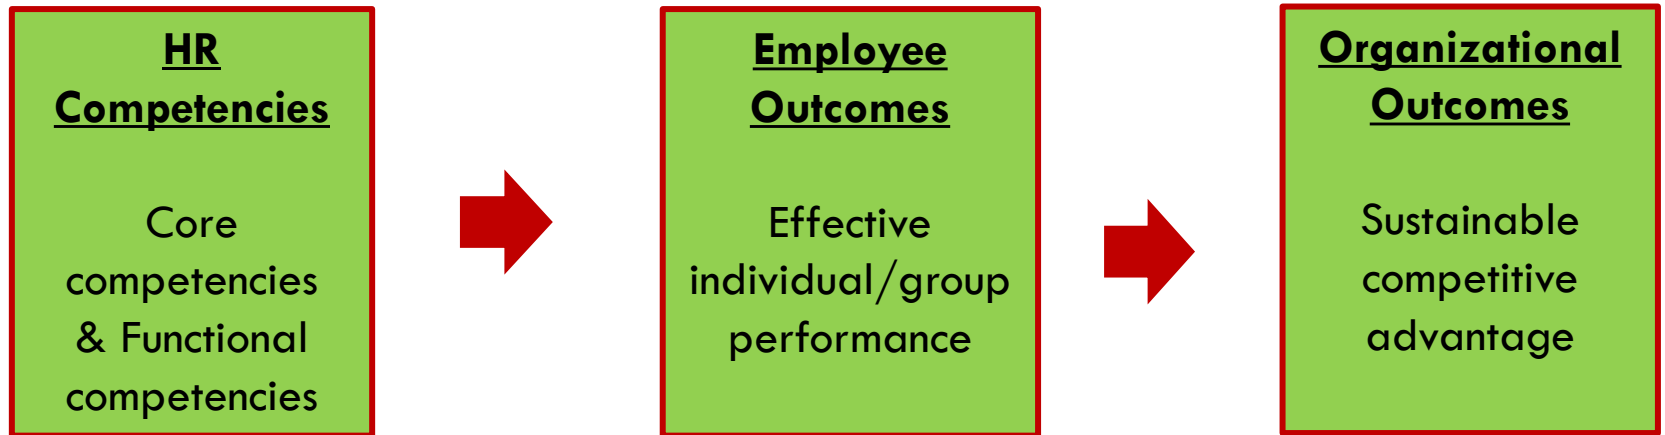 HR
Competencies
Core
competencies
& Functional
competencies
Employee
Outcomes
Effective
individual/group
performance
Organizational
Outcomes
Sustainable
competitive
advantage